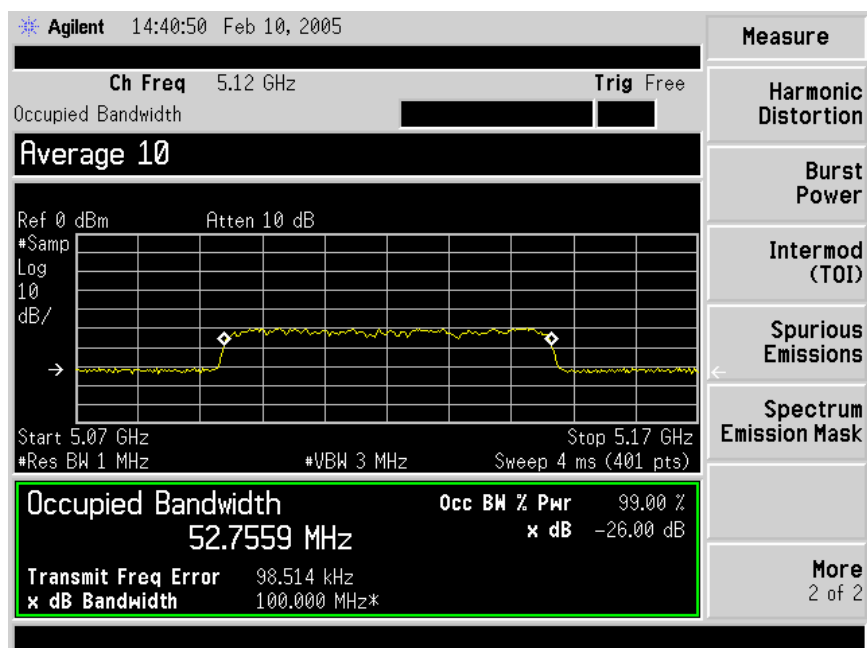 Agilent 14:40:50 Feb 10, 2005
Measure
Ch Freq 5.12 GHz Trig Free
Occupied Bandwidth
Harmonic
Distortion
Average 10
Burst
Power
Ref 0 dBm Atten 10 dB
#Samp
Log
10
dB/
Intermod
(TOI)
Spurious
Emissions
Spectrum
Emission Mask
Start 5.07 GHz Stop 5.17 GHz
#Res BW 1 MHz #VBW 3 MHz Sweep 4 ms (401 pts)
Occupied Bandwidth Occ BW % Pwr 99.00 %
52.7559 MHz x dB -26.00 dB
Transmit Freq Error 98.514 kHz
x dB Bandwidth 100.000 MHz*
More
2 of 2